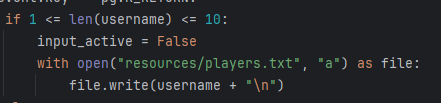 if 1 <= len(username) <= 10:
    input_active = False
    with open("resources/players.txt", "a") as file:
        file.write(username + "\n")